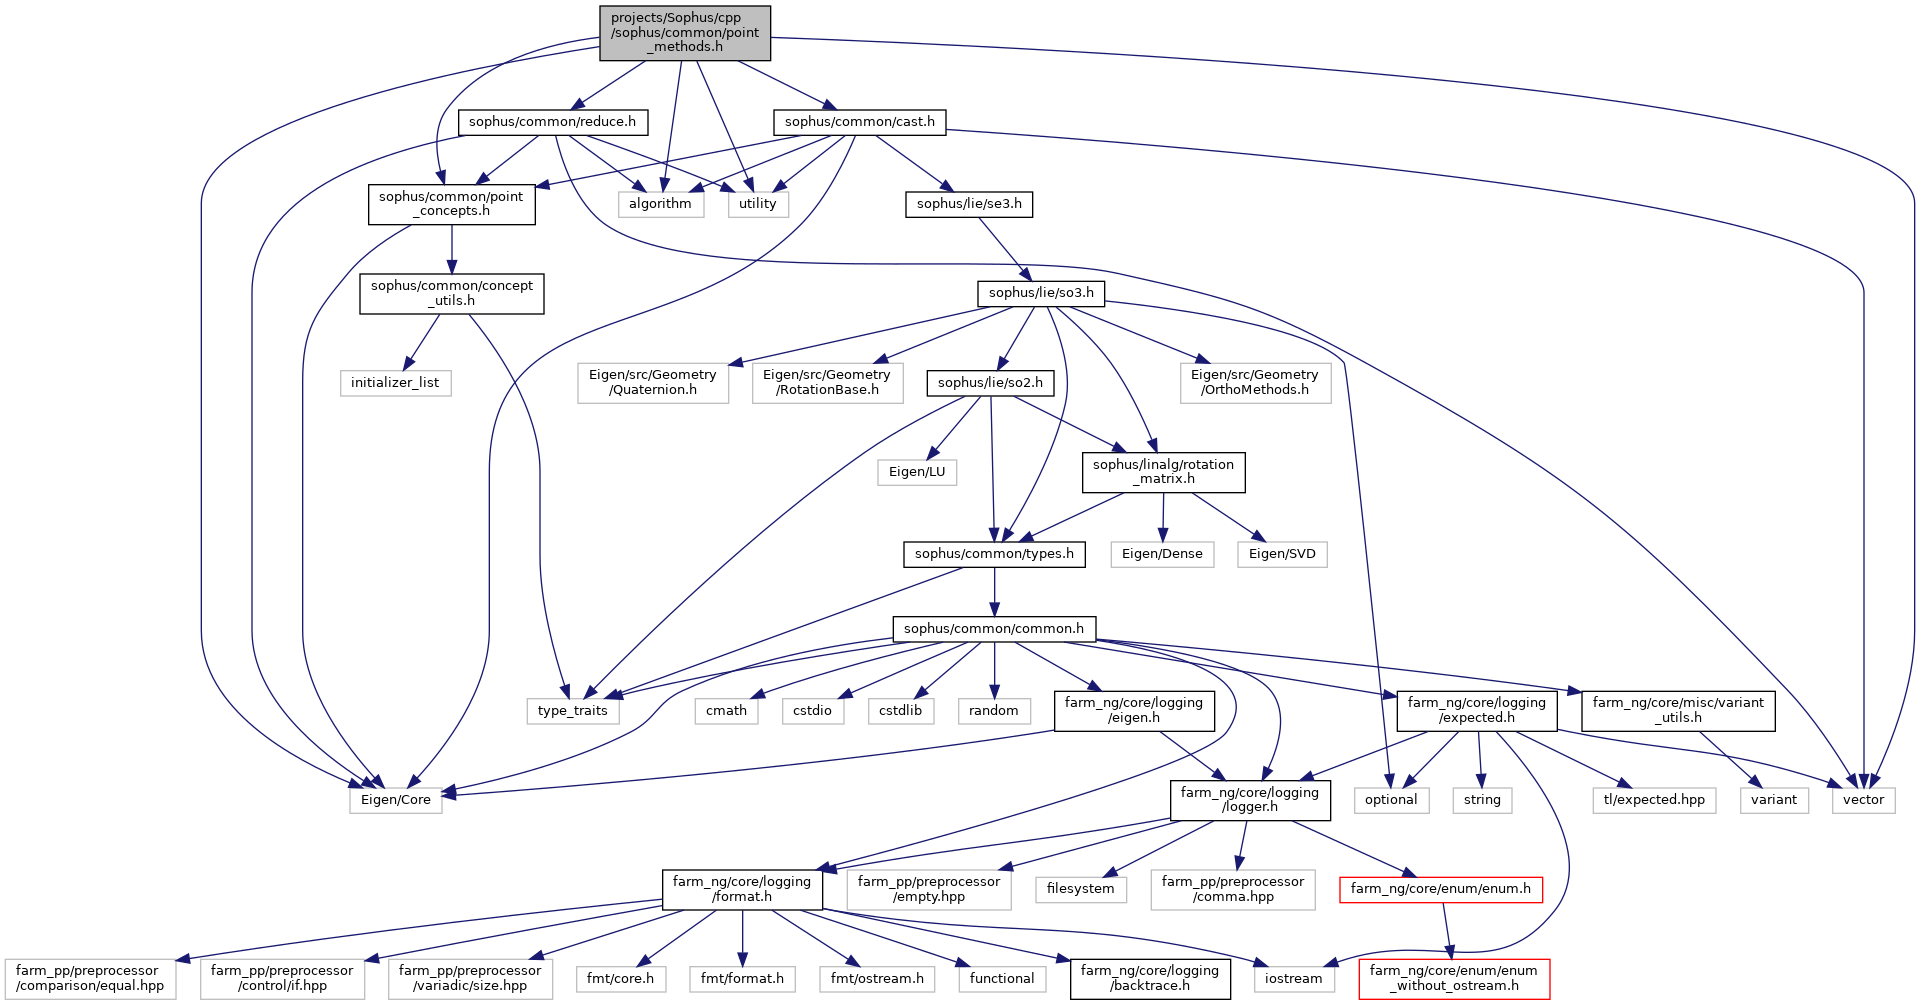 projects/Sophus/cpp
/sophus/common/point
_methods.h
sophus/common/reduce.h
sophus/common/cast.h
sophus/common/point
_concepts.h
algorithm
utility
sophus/lie/se3.h
sophus/common/concept
_utils.h
sophus/lie/so3.h
initializer_list
Eigen/src/Geometry
/Quaternion.h
Eigen/src/Geometry
/RotationBase.h
sophus/lie/so2.h
Eigen/src/Geometry
/OrthoMethods.h
Eigen/LU
sophus/linalg/rotation
_matrix.h
sophus/common/types.h
Eigen/Dense
Eigen/SVD
sophus/common/common.h
type_traits
cmath
cstdio
cstdlib
random
farm_ng/core/logging
/eigen.h
farm_ng/core/logging
/expected.h
farm_ng/core/misc/variant
_utils.h
Eigen/Core
farm_ng/core/logging
/logger.h
optional
string
tl/expected.hpp
variant
vector
farm_ng/core/logging
/format.h
farm_pp/preprocessor
/empty.hpp
filesystem
farm_pp/preprocessor
/comma.hpp
farm_ng/core/enum/enum.h
farm_pp/preprocessor
/comparison/equal.hpp
farm_pp/preprocessor
/control/if.hpp
farm_pp/preprocessor
/variadic/size.hpp
fmt/core.h
fmt/format.h
fmt/ostream.h
functional
farm_ng/core/logging
/backtrace.h
iostream
farm_ng/core/enum/enum
_without_ostream.h